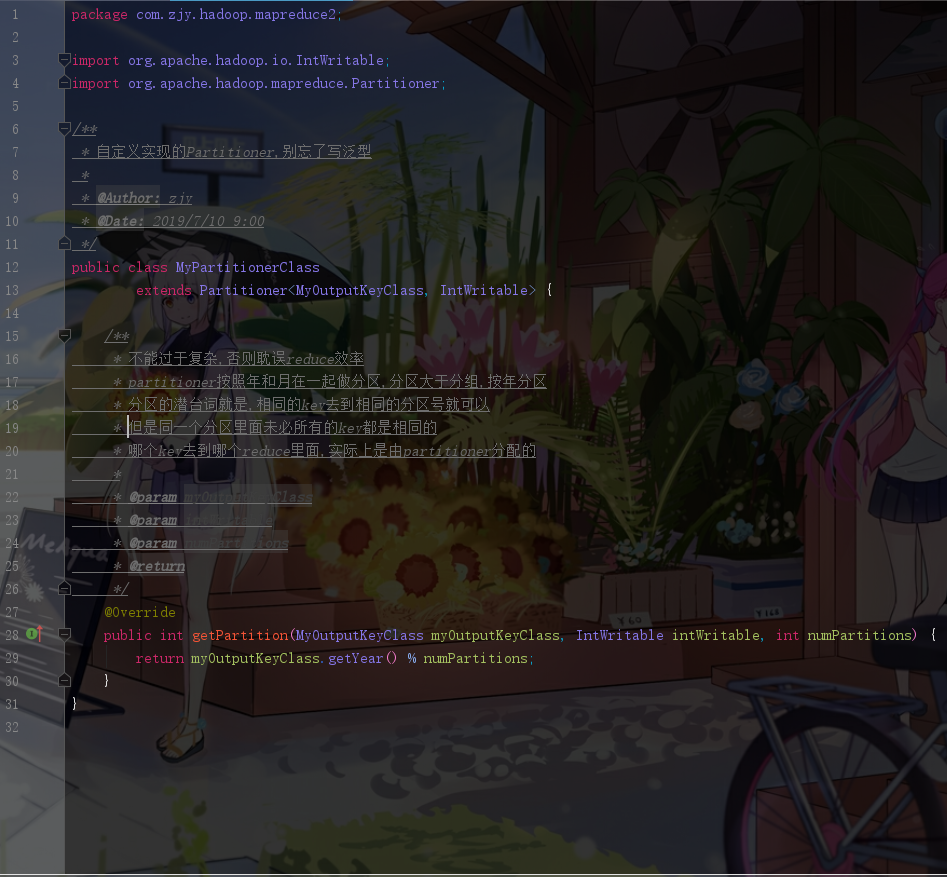 1 package com.zjy.hadoop.mapreduce2;
2
3 import org.apache.hadoop.io.IntWritable;
4 import org.apache.hadoop.mapreduce.Partitioner;
5
6 /**
7 * 自定义实现的Partitioner,别忘了写泛型
8 *
9 * @Author: zjy
10 * @Date: 2019/7/10 9:00
11 */
12 public class MyPartitionerClass
13 extends Partitioner<MyOutputKeyClass, IntWritable> {
14
15 /**
16 * 不能过于复杂,否则耽误reduce效率
17 * partitioner按照年和月在一起做分区,分区大于分组,按年分区
18 * 分区的潜台词就是,相同的key去到相同的分区号就可以
19 * 但是同一个分区里面未必所有的key都是相同的
20 * 哪个key去到哪个reduce里面,实际上是由partitioner分配的
21 *
22 * @param myOutputKeyClass
23 * @param intWritable
24 * @param numPartitions
25 * @return
26 */
27 @Override
28 public int getPartition(MyOutputKeyClass myOutputKeyClass, IntWritable intWritable, int numPartitions) {
29 return myOutputKeyClass.getYear() % numPartitions;
30 }
31 }
32
¥60
¥168